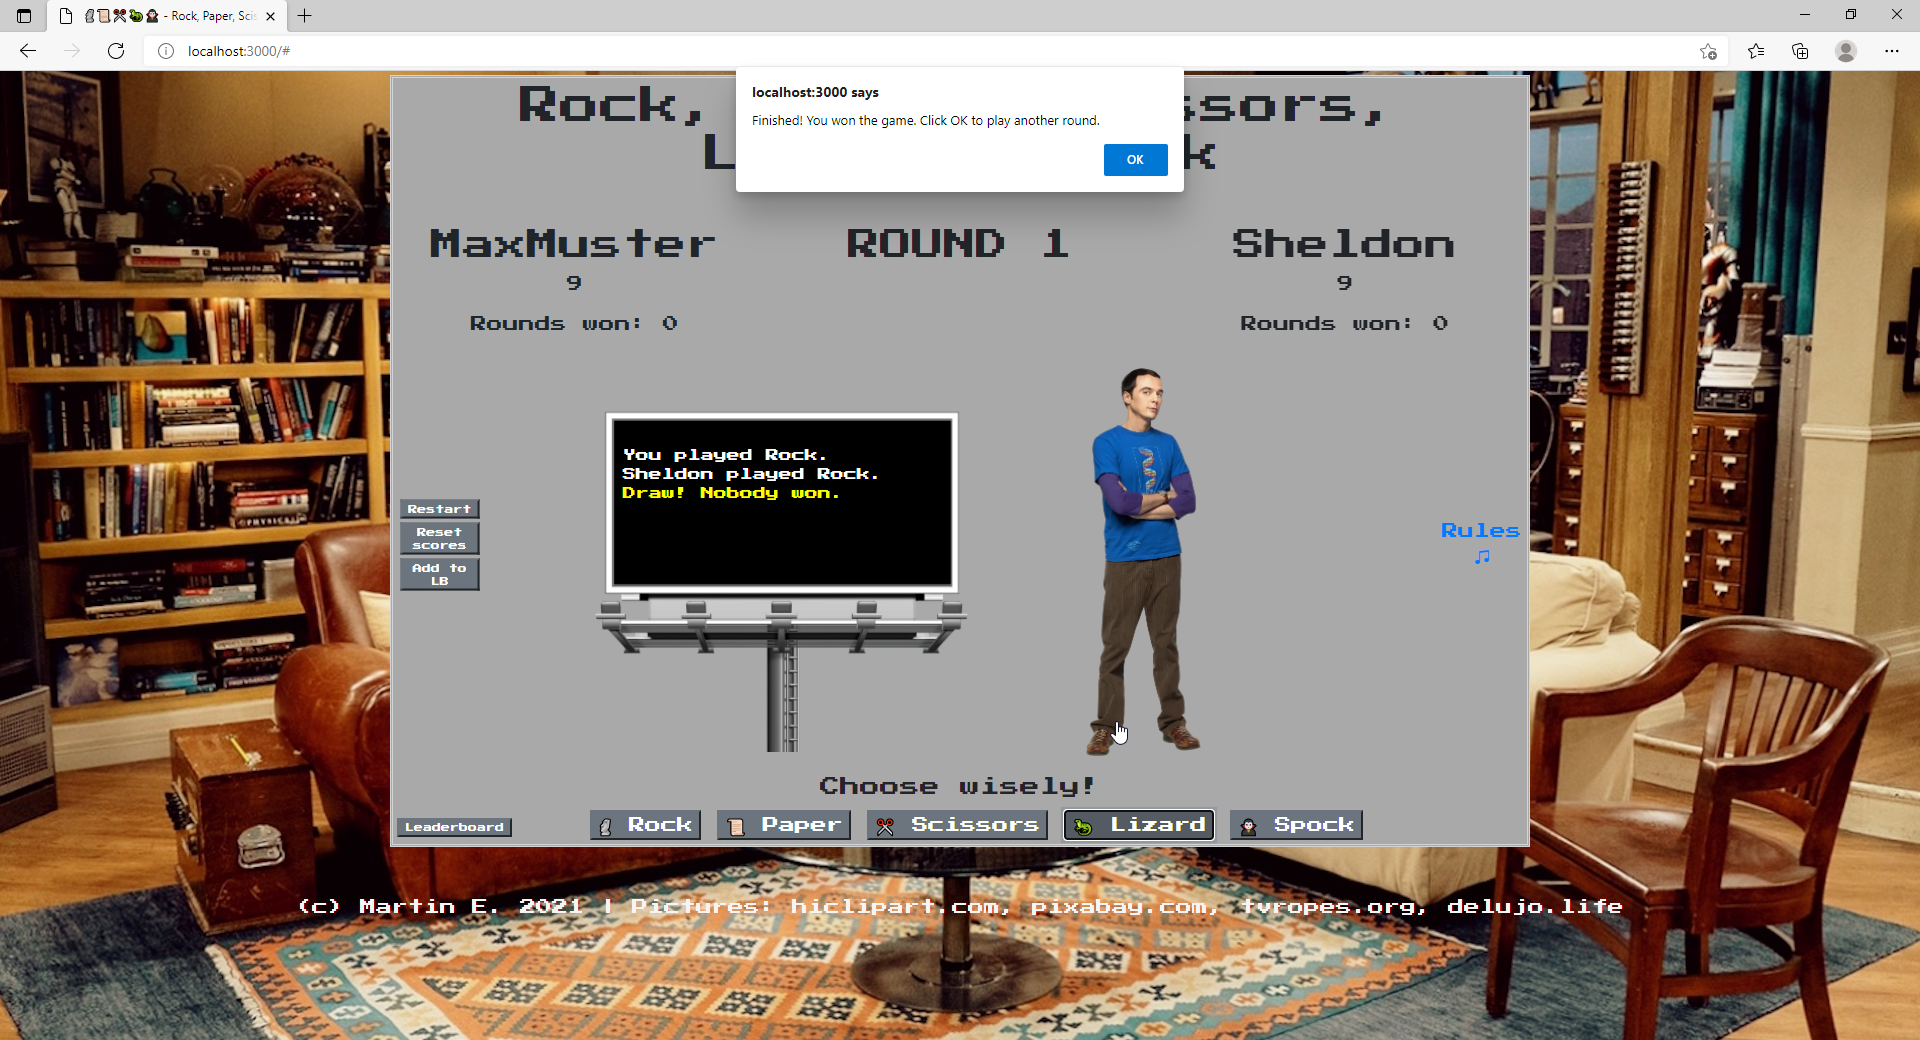 - Rock, Paper, Scis
localhost:3000/#
localhost:3000 says
Finished! You won the game. Click OK to play another round.
OK
Rock, ssors,
L k
MaxMuster
9
Rounds won: 0
ROUND 1
Sheldon
9
Rounds won: 0
You played Rock.
Sheldon played Rock.
Draw! Nobody won.
Restart
Reset
scores
Add to
LB
Rules
Choose wisely!
Leaderboard
Rock
Paper
Scissors
Lizard
Spock
(c) Martin E. 2021 | Pictures: hiclipart.com, pixabay.com, tvropes.org, delujo.life